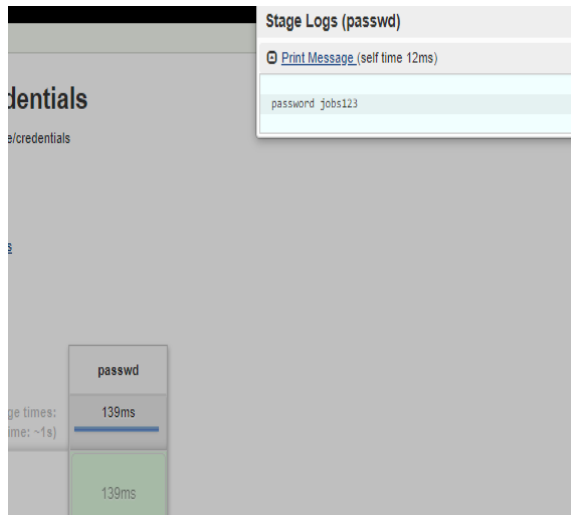 Stage Logs (passwd)
Print Message (self time 12ms)
password jobs123
dentials
e/credentials
s
passwd
ge times:
139ms
ime: ~1s)
139ms